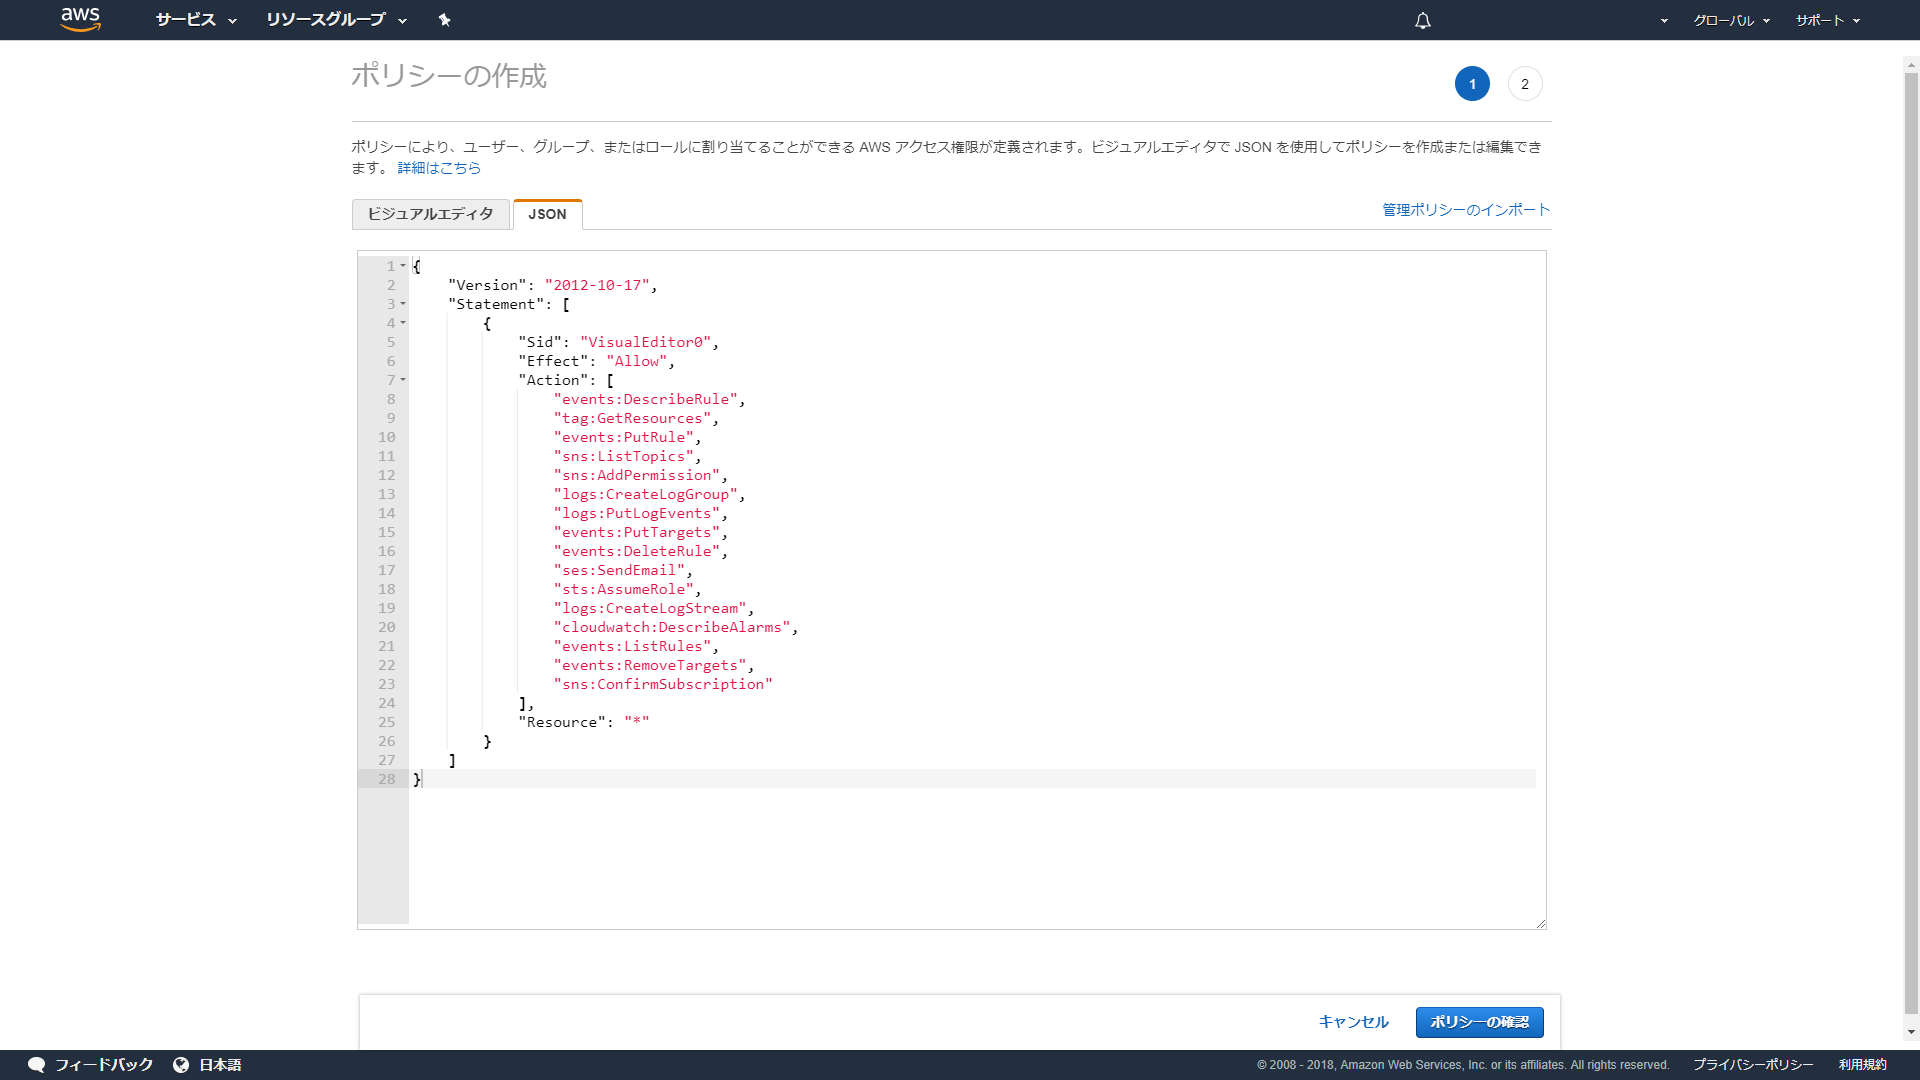 aws サービス リソースグループ グローバル サポート
ポリシーの作成
1 2
ポリシーにより、ユーザー、グループ、またはロールに割り当てることができる AWS アクセス権限が定義されます。ビジュアルエディタで JSON を使用してポリシーを作成または編集でき
ます。 詳細はこちら
ビジュアルエディタ JSON 管理ポリシーのインポート
1 {
2 "Version": "2012-10-17",
3 "Statement": [
4 {
5 "Sid": "VisualEditor0",
6 "Effect": "Allow",
7 "Action": [
8 "events:DescribeRule",
9 "tag:GetResources",
10 "events:PutRule",
11 "sns:ListTopics",
12 "sns:AddPermission",
13 "logs:CreateLogGroup",
14 "logs:PutLogEvents",
15 "events:PutTargets",
16 "events:DeleteRule",
17 "ses:SendEmail",
18 "sts:AssumeRole",
19 "logs:CreateLogStream",
20 "cloudwatch:DescribeAlarms",
21 "events:ListRules",
22 "events:RemoveTargets",
23 "sns:ConfirmSubscription"
24 ],
25 "Resource": "*"
26 }
27 ]
28 }
キャンセル ポリシーの確認
フィードバック 日本語 © 2008 - 2018, Amazon Web Services, Inc. or its affiliates. All rights reserved. プライバシーポリシー 利用規約